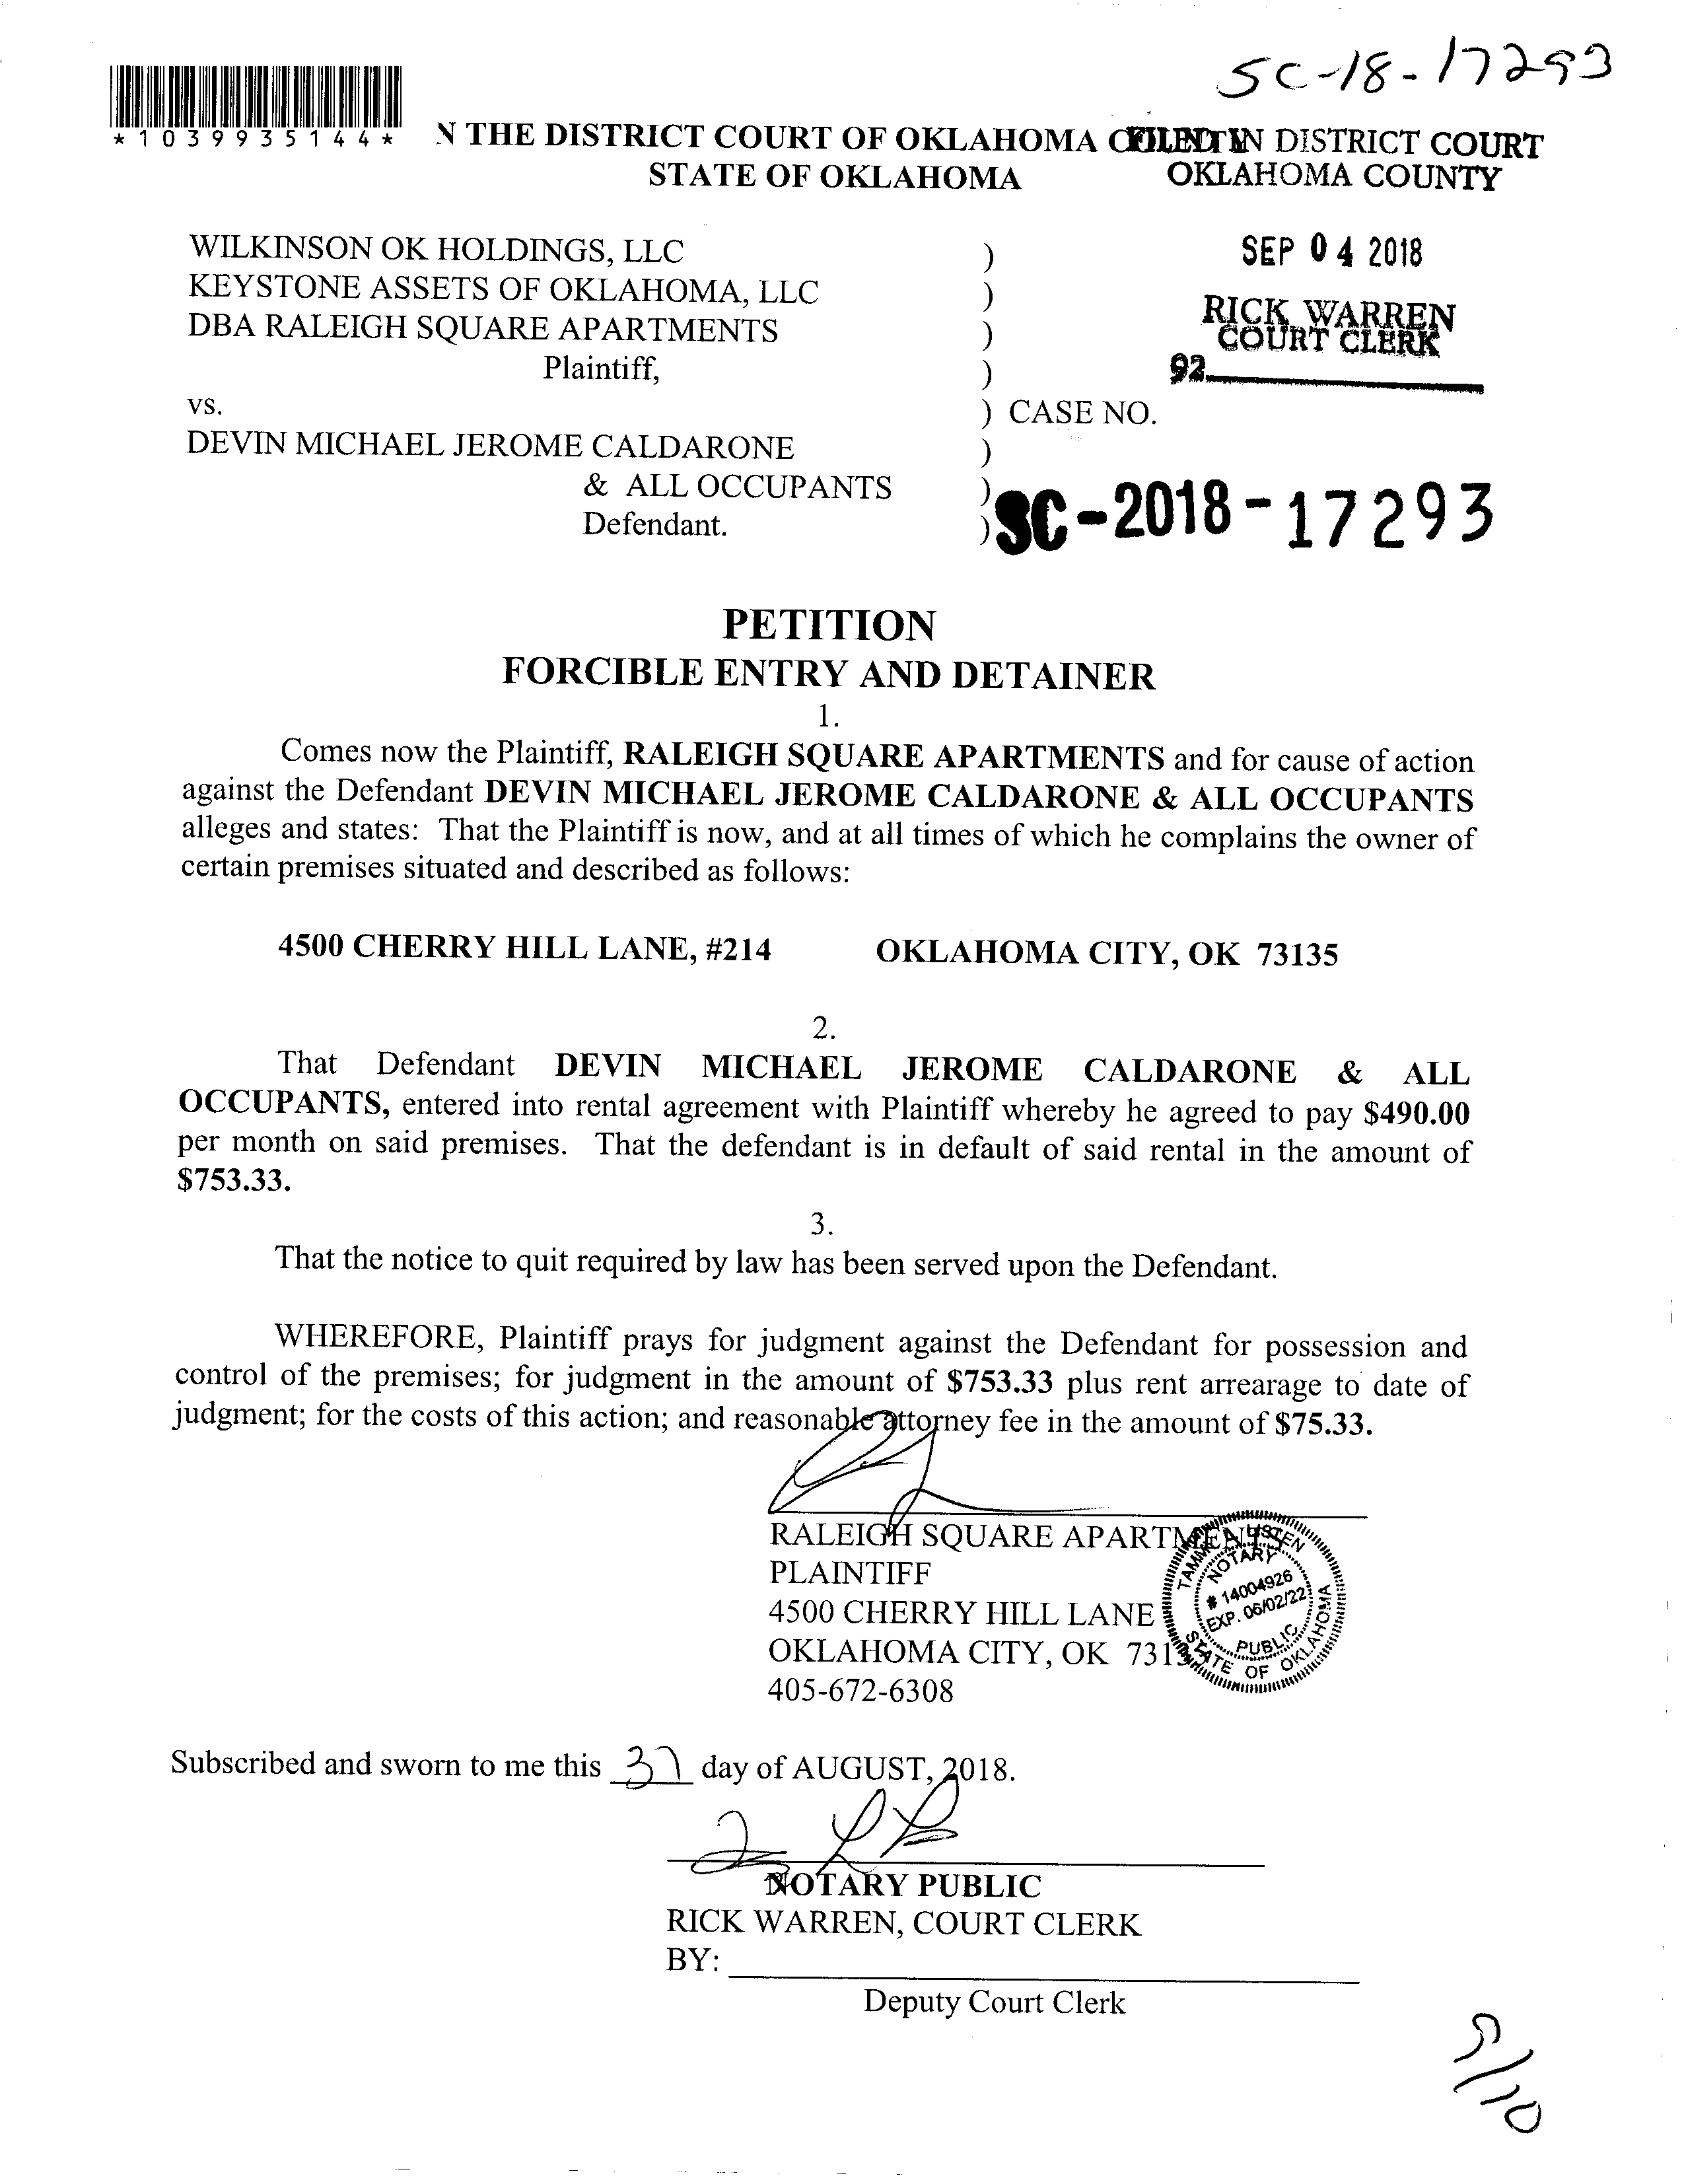 SC-18-17293
*1039935144*
N THE DISTRICT COURT OF OKLAHOMA
FILED IN DISTRICT COURT
STATE OF OKLAHOMA
OKLAHOMA COUNTY
WILKINSON OK HOLDINGS, LLC )
SEP 04 2018
KEYSTONE ASSETS OF OKLAHOMA, LLC )
DBA RALEIGH SQUARE APARTMENTS )
RICK WARREN
COURT CLERK
Plaintiff, )
92
vs. ) CASE NO.
DEVIN MICHAEL JEROME CALDARONE )
& ALL OCCUPANTS )
Defendant. )
SC-2018-17293
PETITION
FORCIBLE ENTRY AND DETAINER
1.
Comes now the Plaintiff, RALEIGH SQUARE APARTMENTS and for cause of action
against the Defendant DEVIN MICHAEL JEROME CALDARONE & ALL OCCUPANTS
alleges and states: That the Plaintiff is now, and at all times of which he complains the owner of
certain premises situated and described as follows:
4500 CHERRY HILL LANE, #214 OKLAHOMA CITY, OK 73135
2.
That Defendant DEVIN MICHAEL JEROME CALDARONE & ALL
OCCUPANTS, entered into rental agreement with Plaintiff whereby he agreed to pay $490.00
per month on said premises. That the defendant is in default of said rental in the amount of
$753.33.
3.
That the notice to quit required by law has been served upon the Defendant.
WHEREFORE, Plaintiff prays for judgment against the Defendant for possession and
control of the premises; for judgment in the amount of $753.33 plus rent arrearage to date of
judgment; for the costs of this action; and reasonable attorney fee in the amount of $75.33.
RALEIGH SQUARE APARTMENTS
PLAINTIFF
4500 CHERRY HILL LANE
OKLAHOMA CITY, OK 731
405-672-6308
NOTARY
# 14004926
EXP. 06/02/22
PUBLIC
STATE OF OKLAHOMA
Subscribed and sworn to me this 31 day of AUGUST, 2018.
NOTARY PUBLIC
RICK WARREN, COURT CLERK
BY:
Deputy Court Clerk